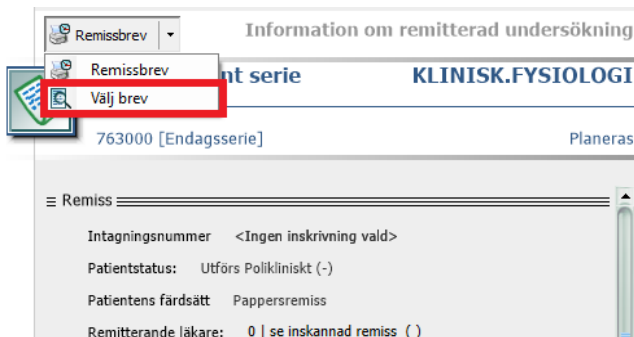 Remissbrev
Information om remitterad undersökning
Remissbrev
Välj brev
nt serie
KLINISK.FYSIOLOGI
763000 [Endagsserie]
Planeras
Remiss
Intagningsnummer <Ingen inskrivning vald>
Patientstatus: Utförs Polikliniskt (-)
Patientens färdsätt Pappersremiss
Remitterande läkare: 0 | se inskannad remiss ( )